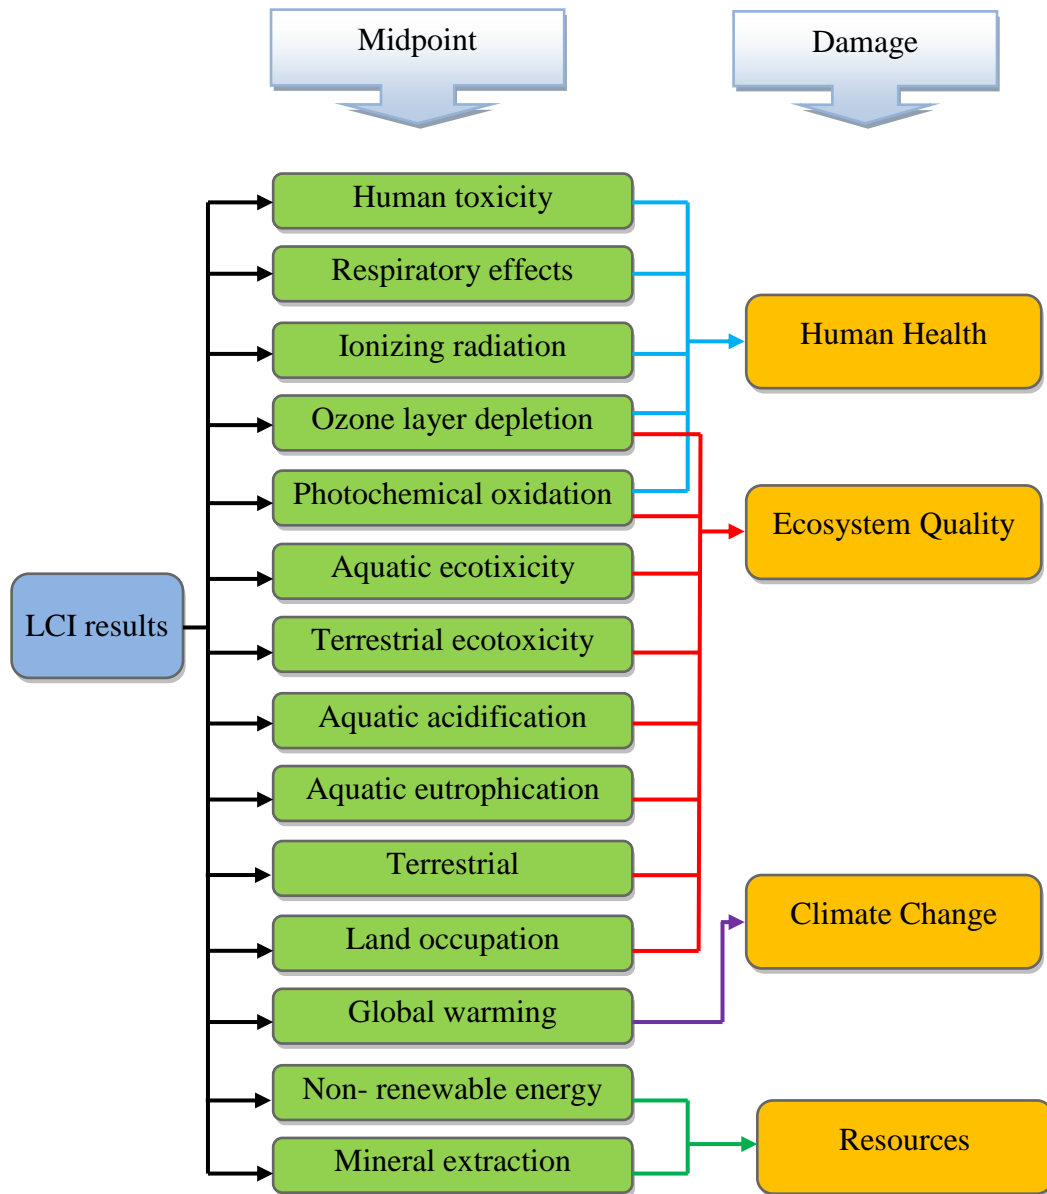 Midpoint
Damage
Human toxicity
Respiratory effects
Ionizing radiation
Ozone layer depletion
Photochemical oxidation
Aquatic ecotixicity
Terrestrial ecotoxicity
Aquatic acidification
Aquatic eutrophication
Terrestrial
Land occupation
Global warming
Non- renewable energy
Mineral extraction
LCI results
Human Health
Ecosystem Quality
Climate Change
Resources